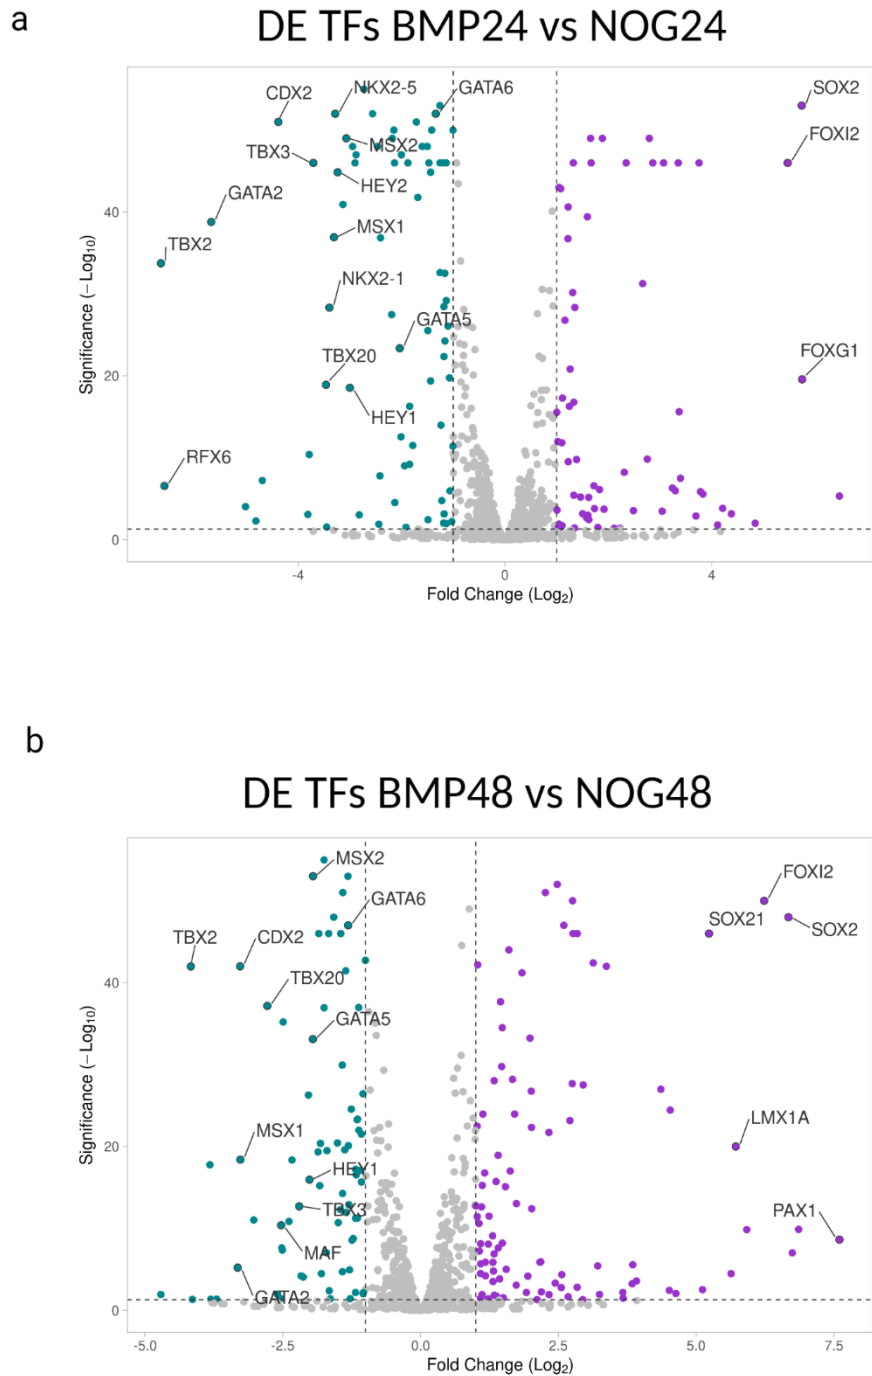 a
DE TFs BMP24 vs NOG24
SOX2
NKX2-5
GATA6
CDX2
FOXI2
MSX2
TBX3
HEY2
GATA2
MSX1
TBX2
NKX2-1
GATA5
TBX20
FOXG1
HEY1
RFX6
40
20
0
Significance (−Log10)
-4
0
4
Fold Change (Log2)
b
DE TFs BMP48 vs NOG48
MSX2
FOXI2
GATA6
SOX21
SOX2
TBX2
CDX2
TBX20
GATA5
LMX1A
MSX1
HEY1
TBX3
PAX1
MAF
GATA2
40
20
0
Significance (−Log10)
-5.0
-2.5
0.0
2.5
5.0
7.5
Fold Change (Log2)